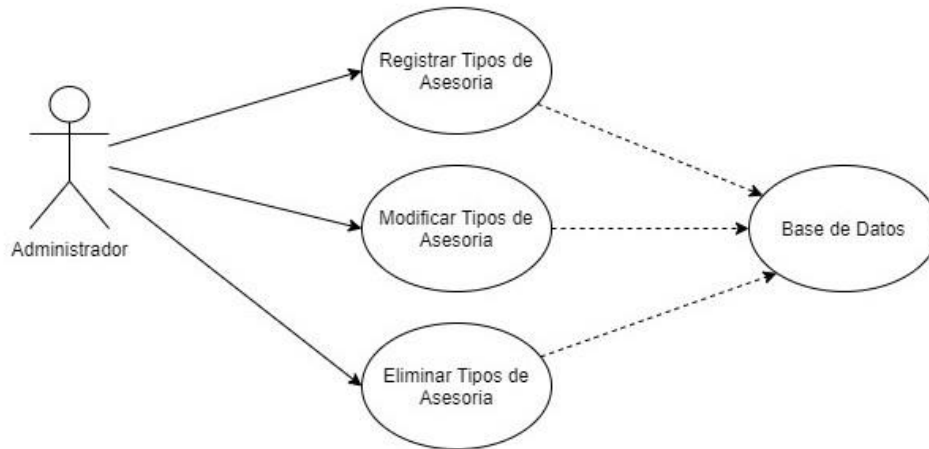 Registrar Tipos de
Asesoria
Administrador
Modificar Tipos de
Asesoria
Base de Datos
Eliminar Tipos de
Asesoria